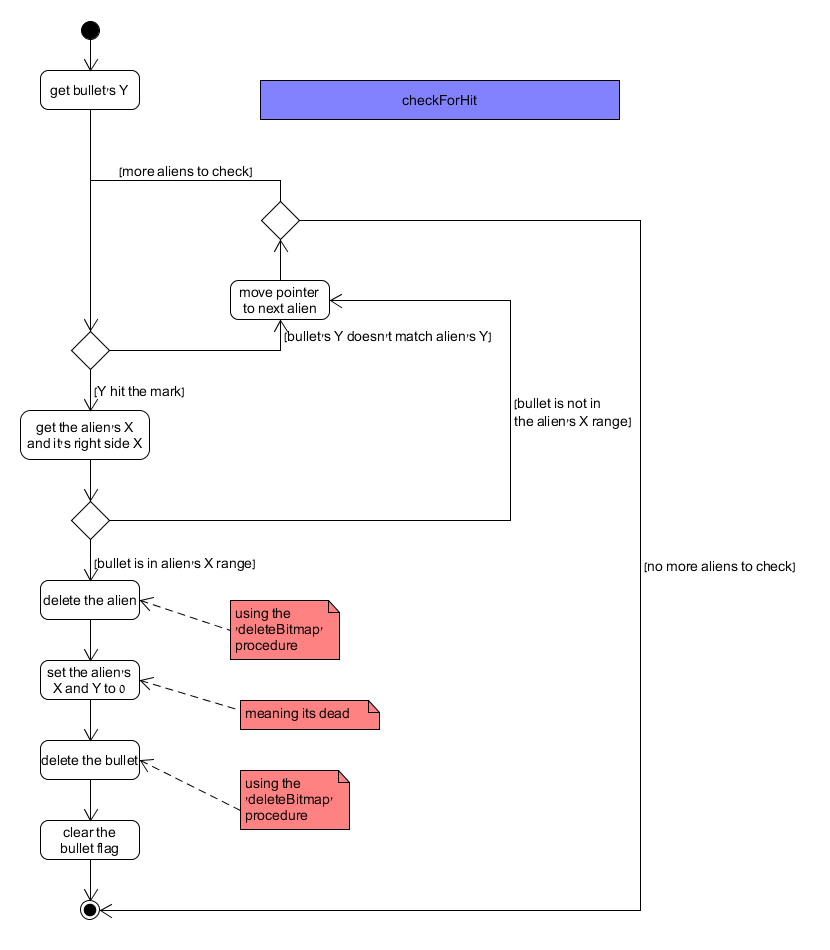 get bullet's Y
checkForHit
[more aliens to check]
move pointer
to next alien
[bullet's Y doesn't match alien's Y]
[Y hit the mark]
[bullet is not in
the alien's X range]
get the alien's X
and it's right side X
[bullet is in alien's X range]
[no more aliens to check]
delete the alien
using the
'deleteBitmap'
procedure
set the alien's
X and Y to 0
meaning its dead
delete the bullet
using the
'deleteBitmap'
procedure
clear the
bullet flag